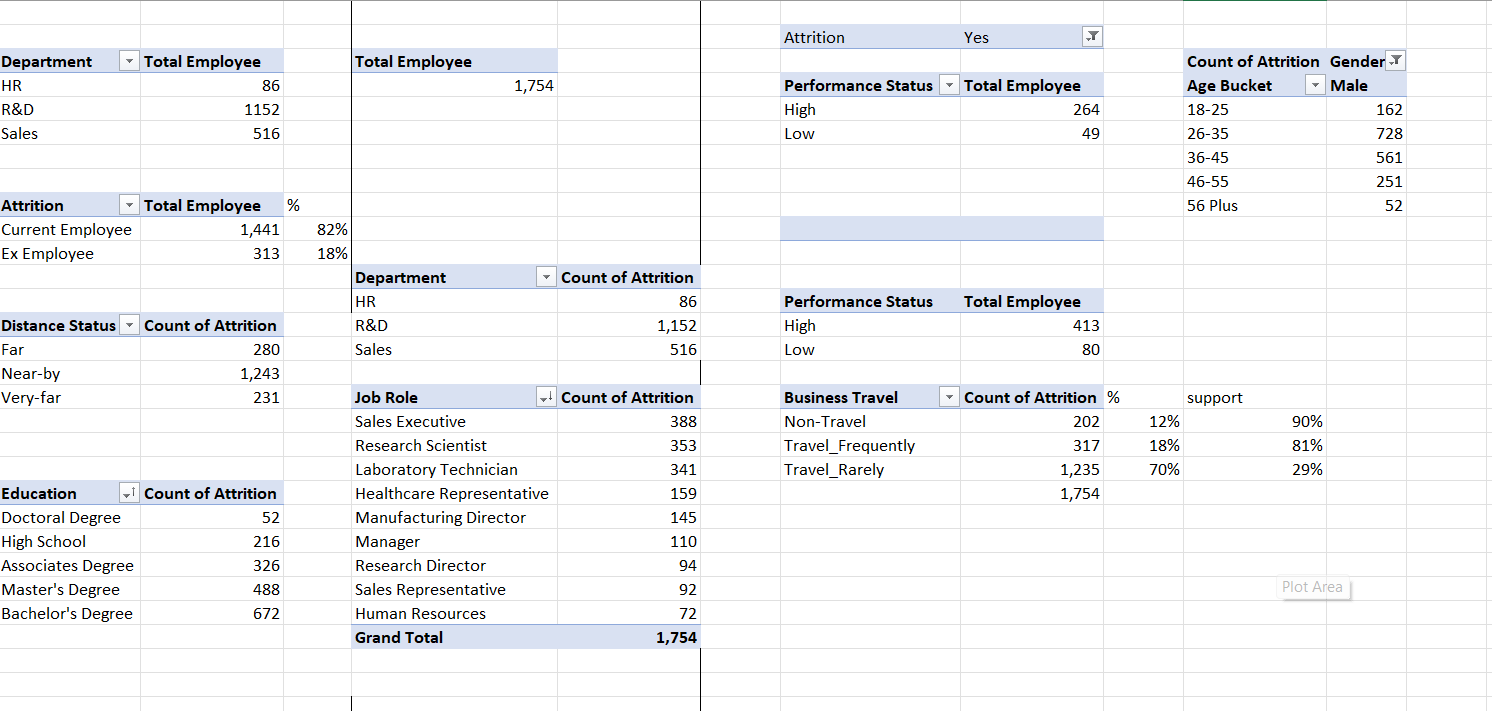 Attrition Yes
Department Total Employee Total Employee Count of Attrition Gender
HR 86 1,754 Performance Status Total Employee Age Bucket Male
R&D 1152 High 264 18-25 162
Sales 516 Low 49 26-35 728
36-45 561
46-55 251
Attrition Total Employee % 56 Plus 52
Current Employee 1,441 82%
Ex Employee 313 18%
Department Count of Attrition
HR 86 Performance Status Total Employee
Distance Status Count of Attrition R&D 1,152 High 413
Far 280 Sales 516 Low 80
Near-by 1,243
Very-far 231 Job Role Count of Attrition Business Travel Count of Attrition % support
Sales Executive 388 Non-Travel 202 12% 90%
Research Scientist 353 Travel_Frequently 317 18% 81%
Laboratory Technician 341 Travel_Rarely 1,235 70% 29%
Education Count of Attrition Healthcare Representative 159 1,754
Doctoral Degree 52 Manufacturing Director 145
High School 216 Manager 110
Associates Degree 326 Research Director 94
Master's Degree 488 Sales Representative 92 Plot Area
Bachelor's Degree 672 Human Resources 72
Grand Total 1,754